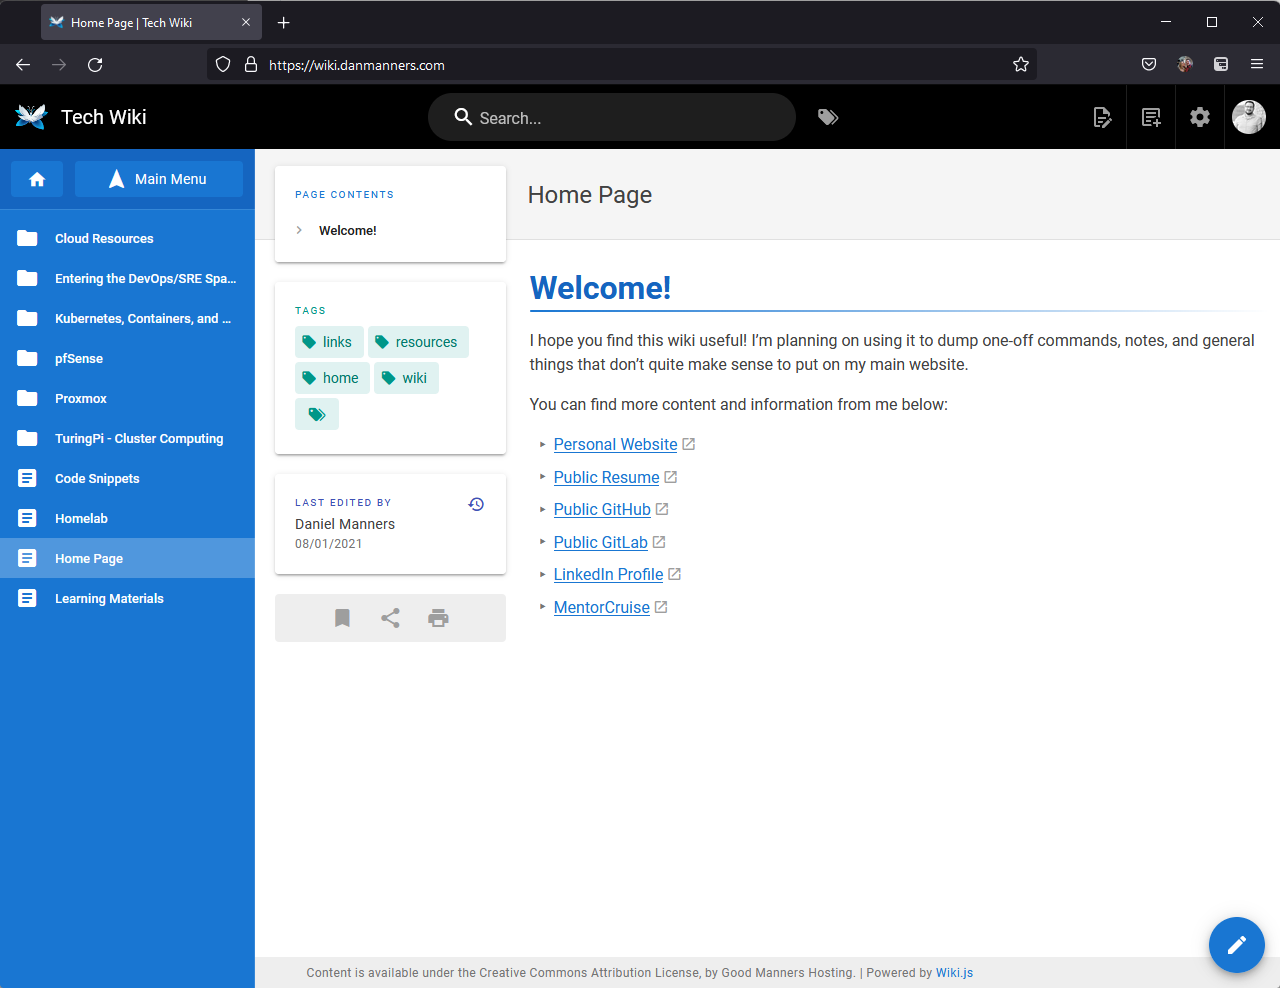 Home Page | Tech Wiki
https://wiki.danmanners.com
Tech Wiki
Search...
Main Menu
Cloud Resources
Entering the DevOps/SRE Spa...
Kubernetes, Containers, and ...
pfSense
Proxmox
TuringPi - Cluster Computing
Code Snippets
Homelab
Home Page
Learning Materials
PAGE CONTENTS
Welcome!
TAGS
links
resources
home
wiki
LAST EDITED BY
Daniel Manners
08/01/2021
Home Page
Welcome!
I hope you find this wiki useful! I’m planning on using it to dump one-off commands, notes, and general
things that don’t quite make sense to put on my main website.
You can find more content and information from me below:
Personal Website
Public Resume
Public GitHub
Public GitLab
LinkedIn Profile
MentorCruise
Content is available under the Creative Commons Attribution License, by Good Manners Hosting. | Powered by Wiki.js